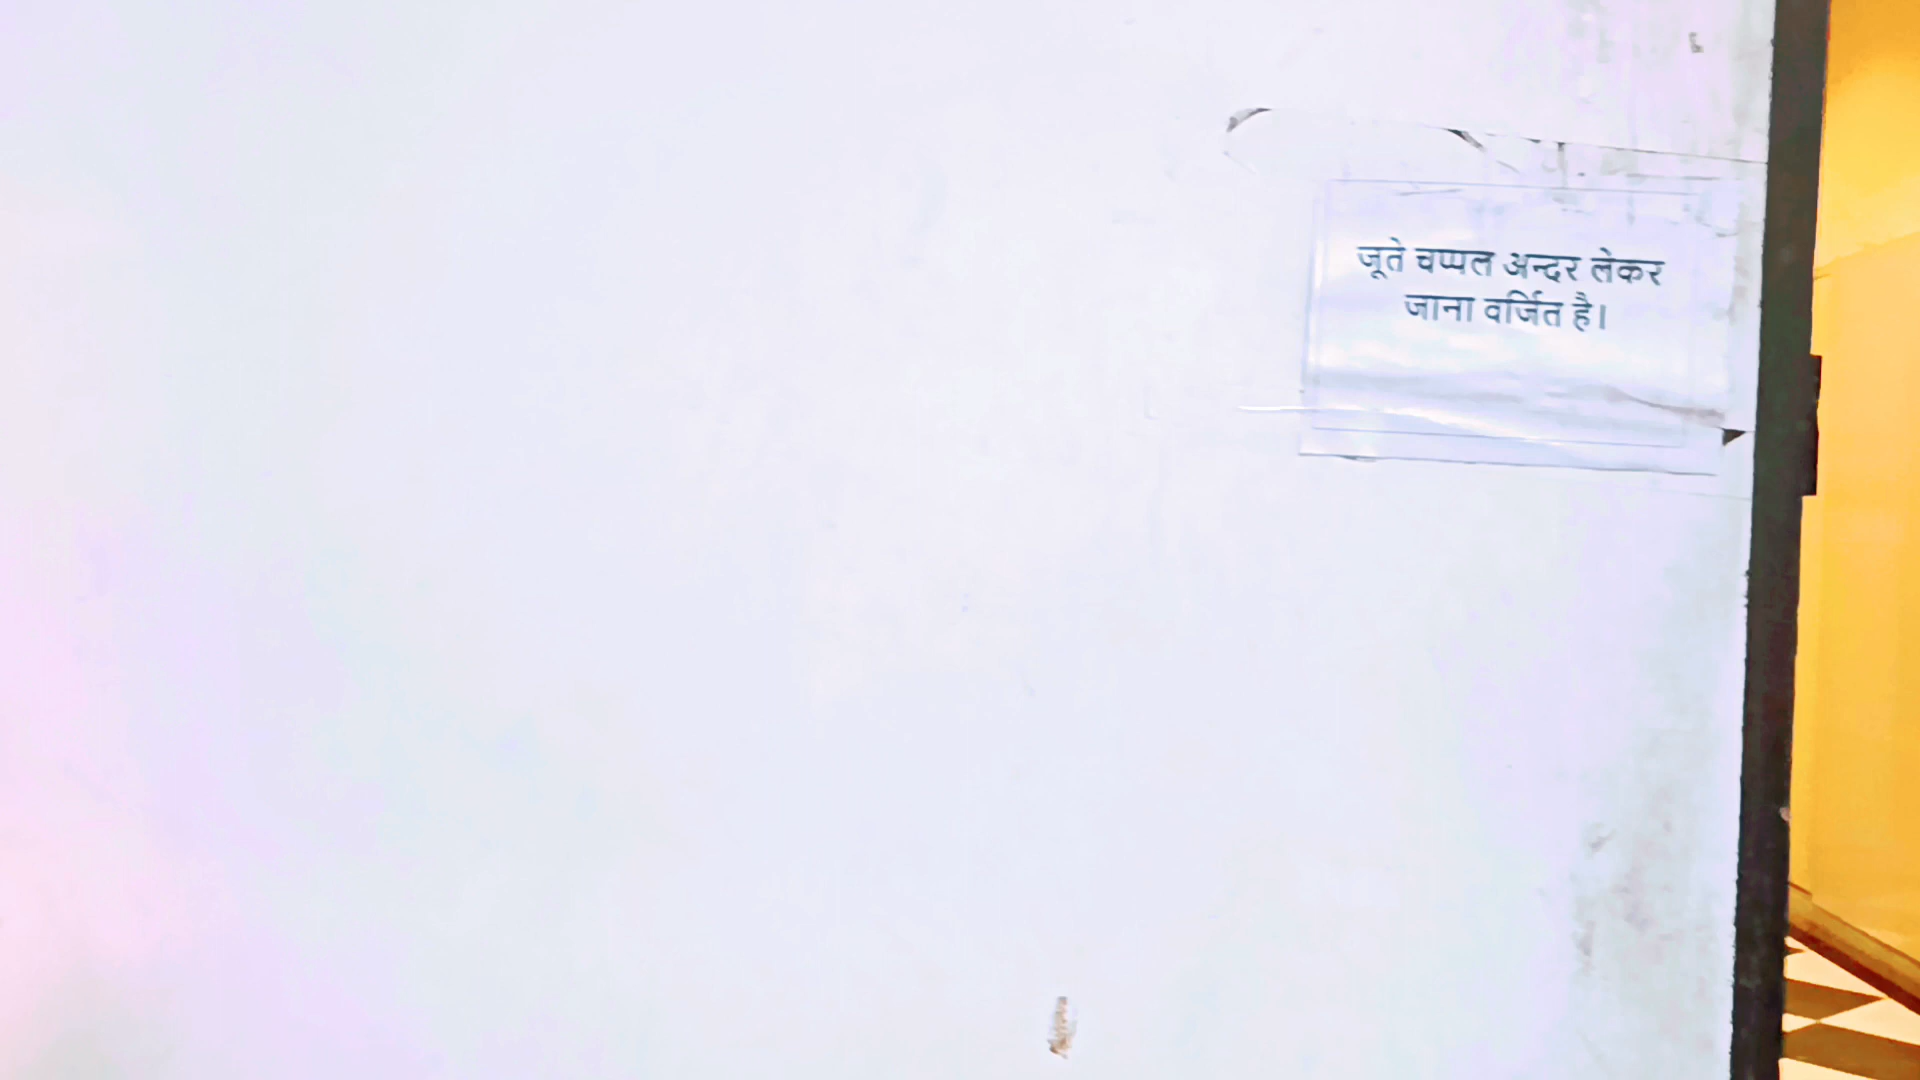 जूते चप्पल अन्दर लेकर
जाना वर्जित है।